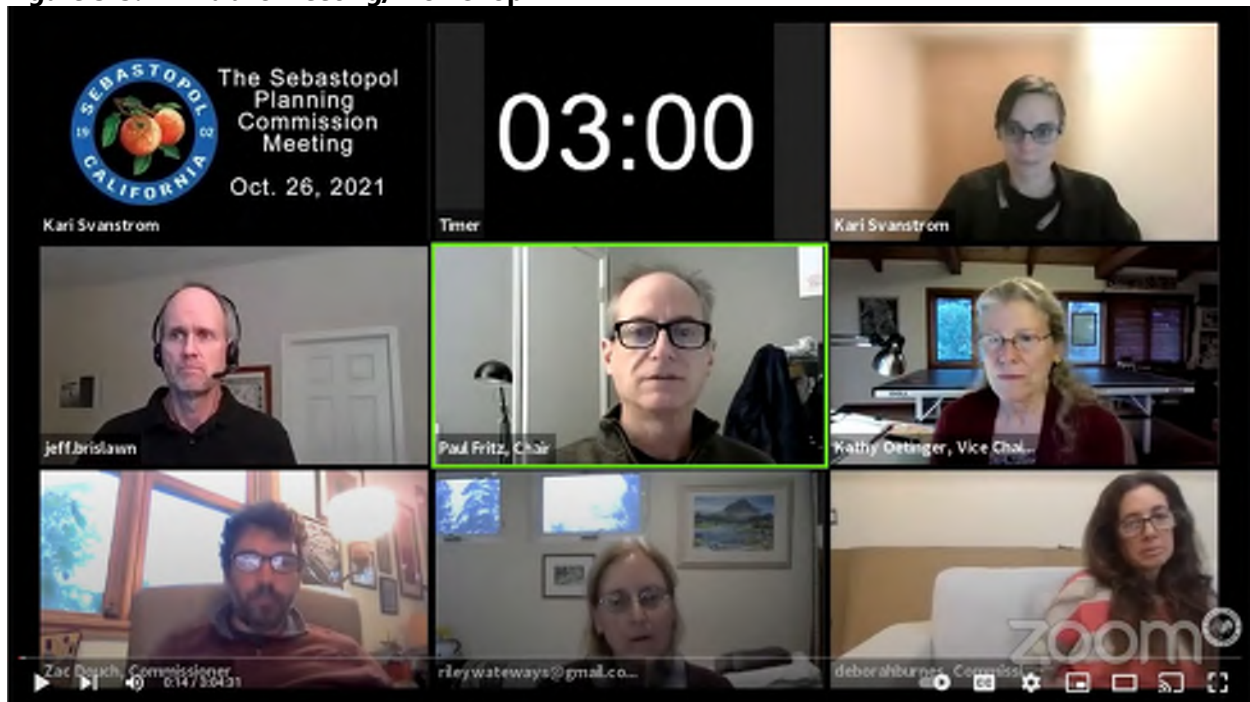 SEBASTOPOL
19 02
CALIFORNIA
The Sebastopol
Planning
Commission
Meeting
Oct. 26, 2021
Kari Svanstrom
03:00
Timer
Kari Svanstrom
jeff.brislawn
Paul Fritz, Chair
Kathy Oetinger, Vice Chai...
Zac Douch, Commissioner
rileywateways@gmail.co...
deborahburnes, Commissi...
zoom
0:14 / 3:04:31
CC